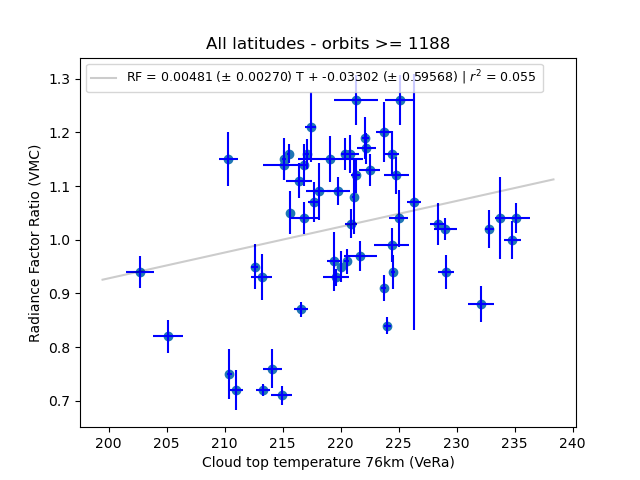 All latitudes - orbits >= 1188
RF = 0.00481 (± 0.00270) T + -0.03302 (± 0.59568) | r² = 0.055
Radiance Factor Ratio (VMC)
1.3
1.2
1.1
1.0
0.9
0.8
0.7
200 205 210 215 220 225 230 235 240
Cloud top temperature 76km (VeRa)